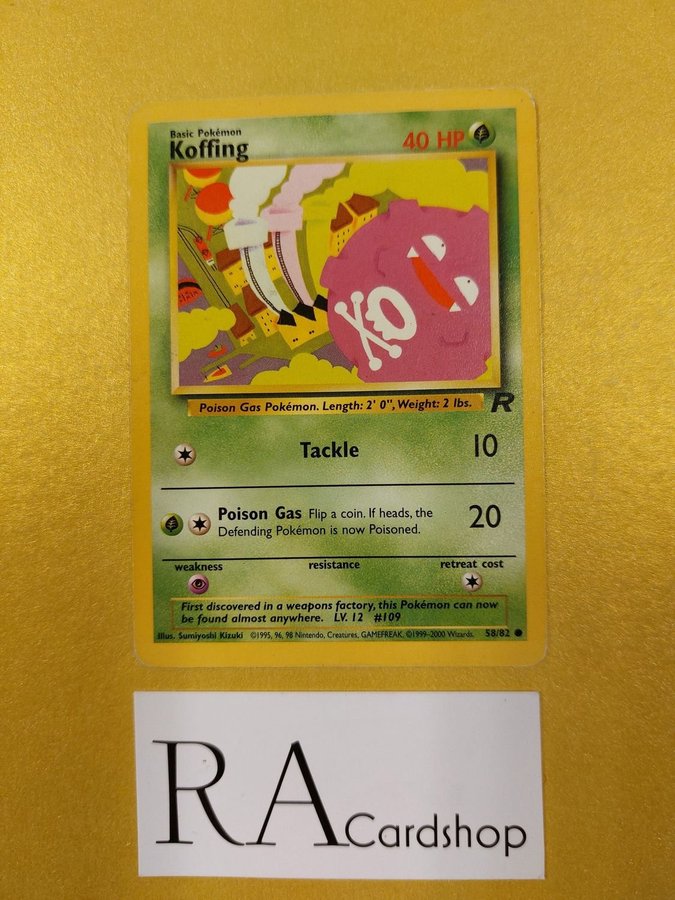 Basic Pokémon
Koffing
40 HP
Poison Gas Pokémon. Length: 2' 0", Weight: 2 lbs.
R
Tackle 10
Poison Gas Flip a coin. If heads, the
Defending Pokémon is now Poisoned.
20
weakness resistance retreat cost
First discovered in a weapons factory, this Pokémon can now
be found almost anywhere. LV. 12 #109
Illus. Sumiyoshi Kizuki ©1995, 96, 98 Nintendo, Creatures, GAMEFREAK. ©1999-2000 Wizards. 58/82
RA Cardshop